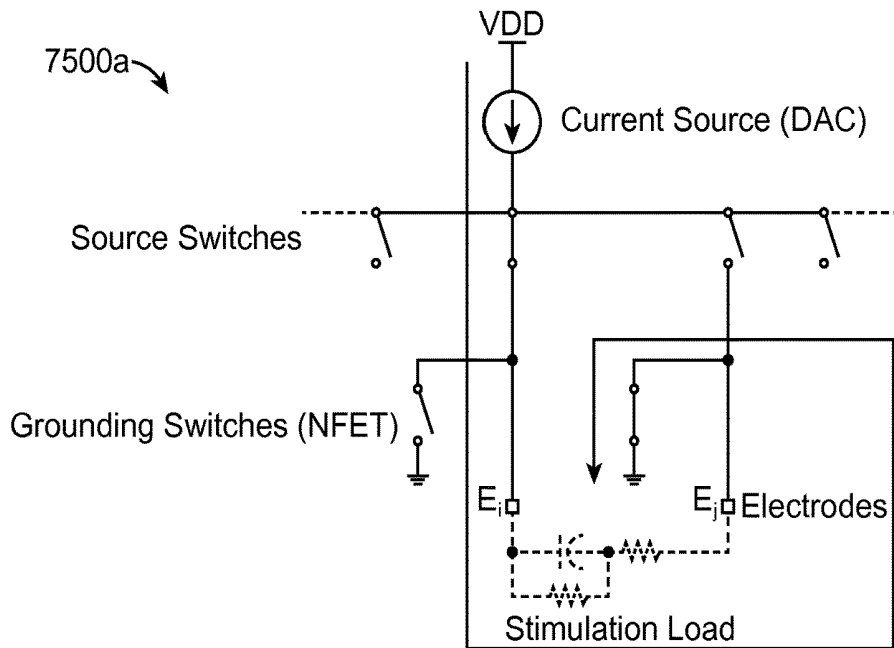 VDD
7500a
Current Source (DAC)
Source Switches
Grounding Switches (NFET)
Ei
Ej Electrodes
Stimulation Load